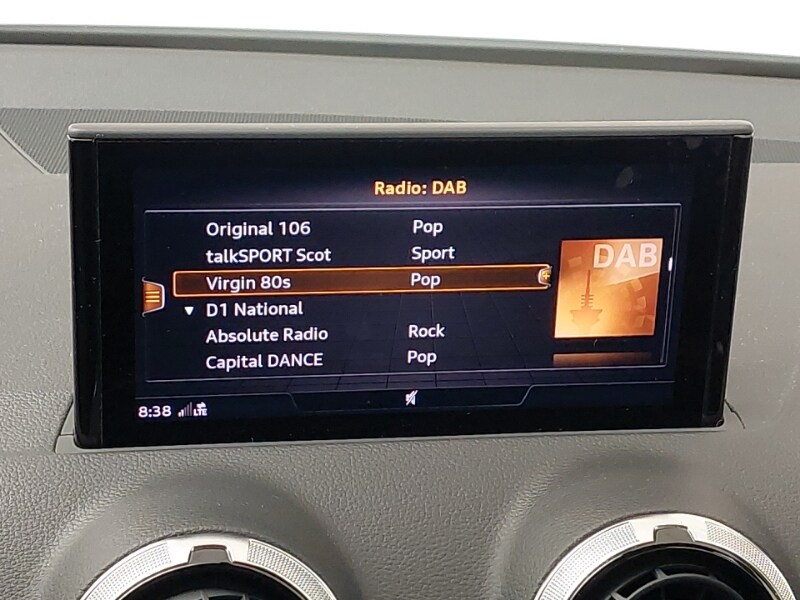 Radio: DAB
Original 106 Pop
talkSPORT Scot Sport
Virgin 80s Pop
D1 National
Absolute Radio Rock
Capital DANCE Pop
DAB
8:38 LTE